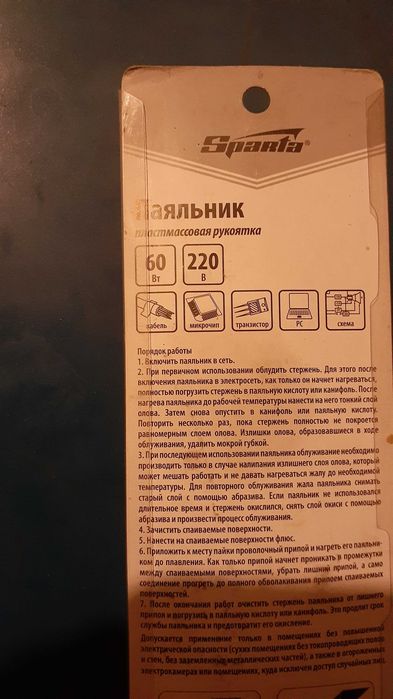 Sparta®
Паяльник
пластмассовая рукоятка
60 220
Вт В
кабель микрочип транзистор PC схема
Порядок работы
1. Включить паяльник в сеть.
2. При первичном использовании облудить стержень. Для этого после
включения паяльника в электросеть, как только он начнет нагреваться,
полностью погрузить стержень в паяльную кислоту или канифоль. После
нагрева паяльника до рабочей температуры нанести на него тонкий слой
олова. Затем снова опустить в канифоль или паяльную кислоту.
Повторить несколько раз, пока стержень полностью не покроется
равномерным слоем олова. Излишки олова, образовавшиеся в ходе
облуживания, удалить мокрой губкой.
3. При последующем использовании паяльника облуживание необходимо
производить только в случае налипания излишнего слоя олова, который
может мешать работать и не давать нагреваться жалу до необходимой
температуры. Для повторного облуживания жала паяльника снимать
старый слой с помощью абразива. Если паяльник не использовался
длительное время и стержень окислился, снять слой окиси с помощью
абразива и произвести процесс облуживания.
4. Зачистить спаиваемые поверхности.
5. Нанести на спаиваемые поверхности флюс.
6. Приложить к месту пайки проволочный припой и нагреть его паяльни-
ком до плавления. Как только припой начнет проникать в промежутки
между спаиваемыми поверхностями, убрать лишний припой, а само
соединение прогреть до полного обволакивания припоем спаиваемых
поверхностей.
7. После окончания работ очистить стержень паяльника от лишнего
припоя и погрузить в паяльную кислоту или канифоль. Это продлит срок
службы паяльника и предотвратит его окисление.
Допускается применение только в помещениях без повышенной
электрической опасности (сухих помещениях без токопроводящих полов
и стен, без заземленных металлических частей), а также в огороженных
электрокамерах или помещениях, куда исключен доступ случайных лиц.